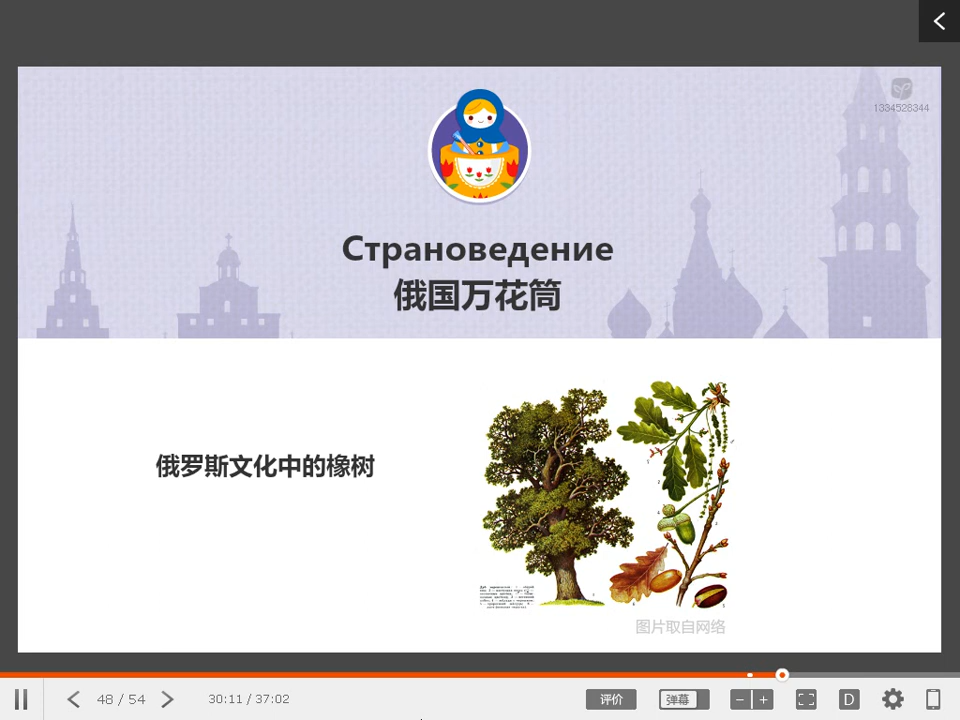 1334528344
Страноведение
俄国万花筒
俄罗斯文化中的橡树
图片取自网络
48 / 54
30:11 / 37:02
评价
弹幕
D